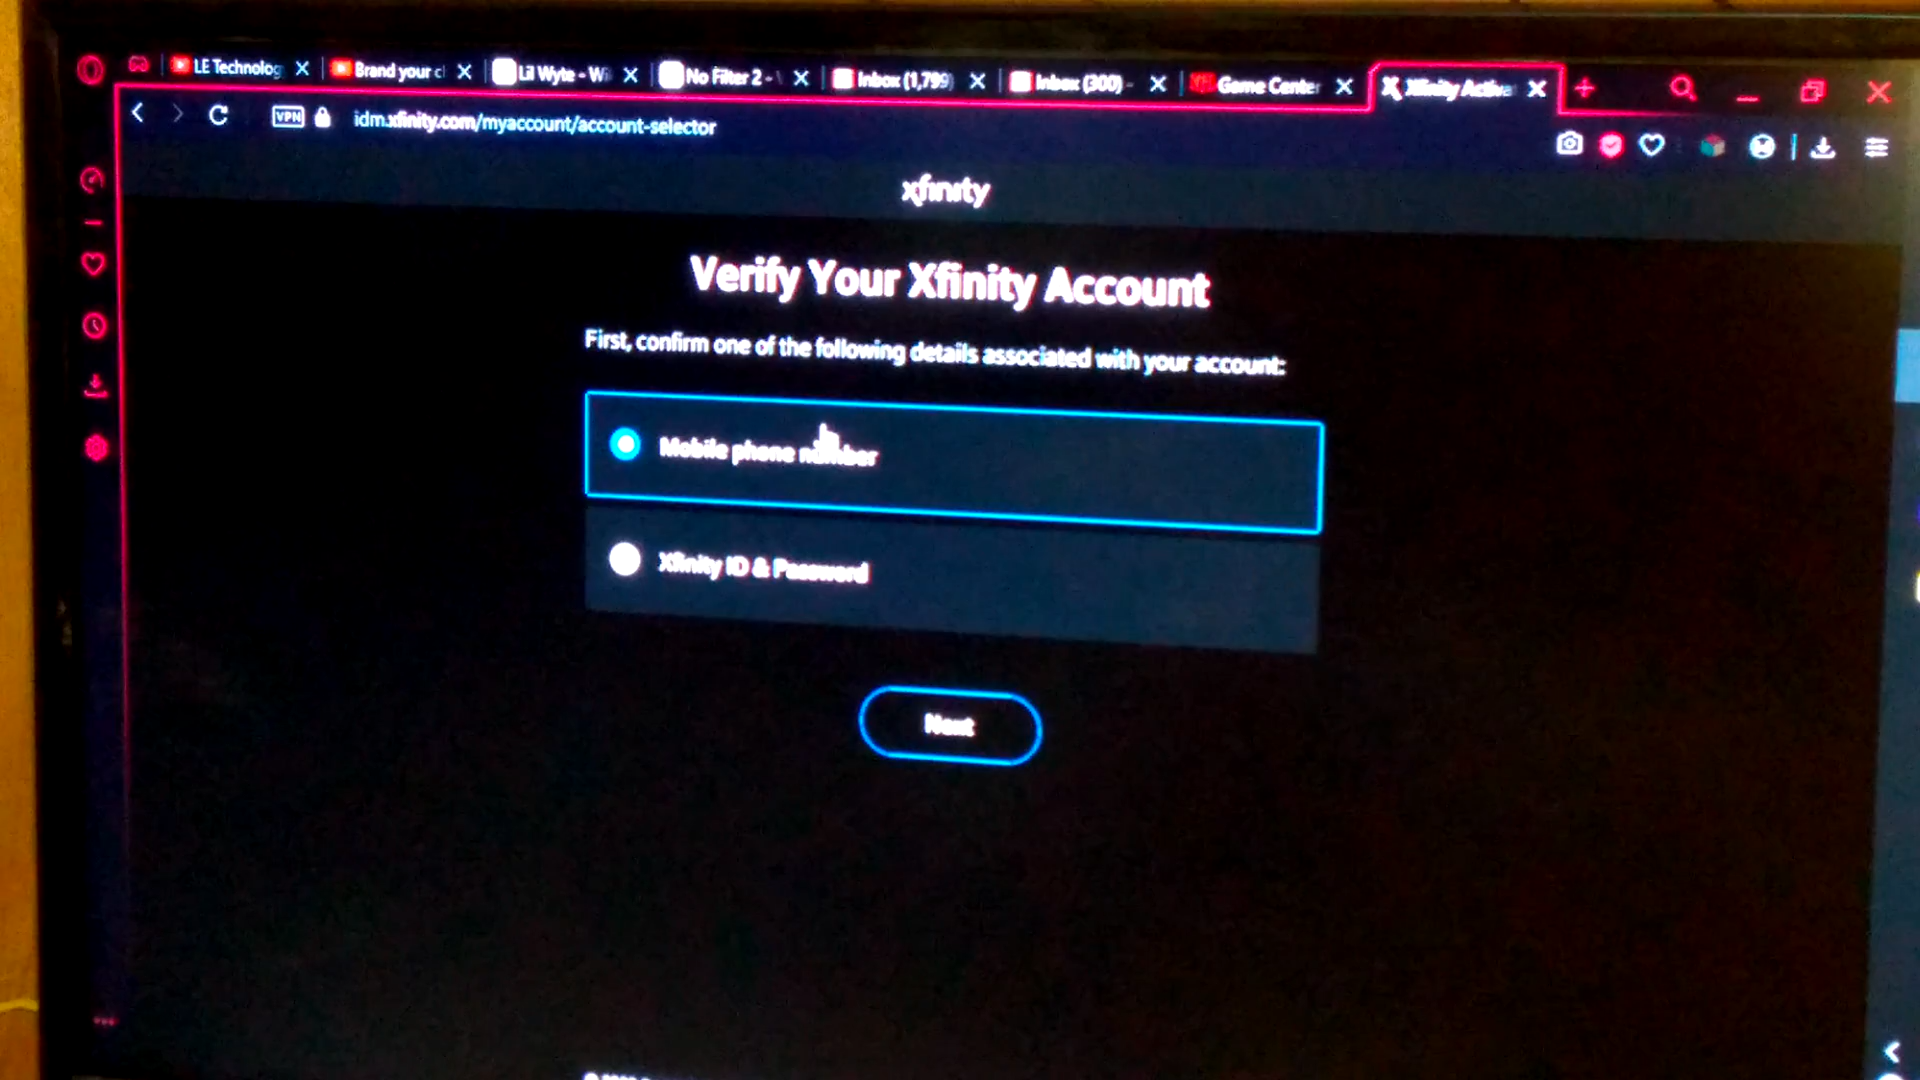 LE Technolog
Brand your cl
Lil Wyte - Wi
No Filter 2 -
Inbox (1,799)
Inbox (300) -
Game Center
Xfinity Activa
VPN
idm.xfinity.com/myaccount/account-selector
xfinity
Verify Your Xfinity Account
First, confirm one of the following details associated with your account:
Mobile phone number
Xfinity ID & Password
Next